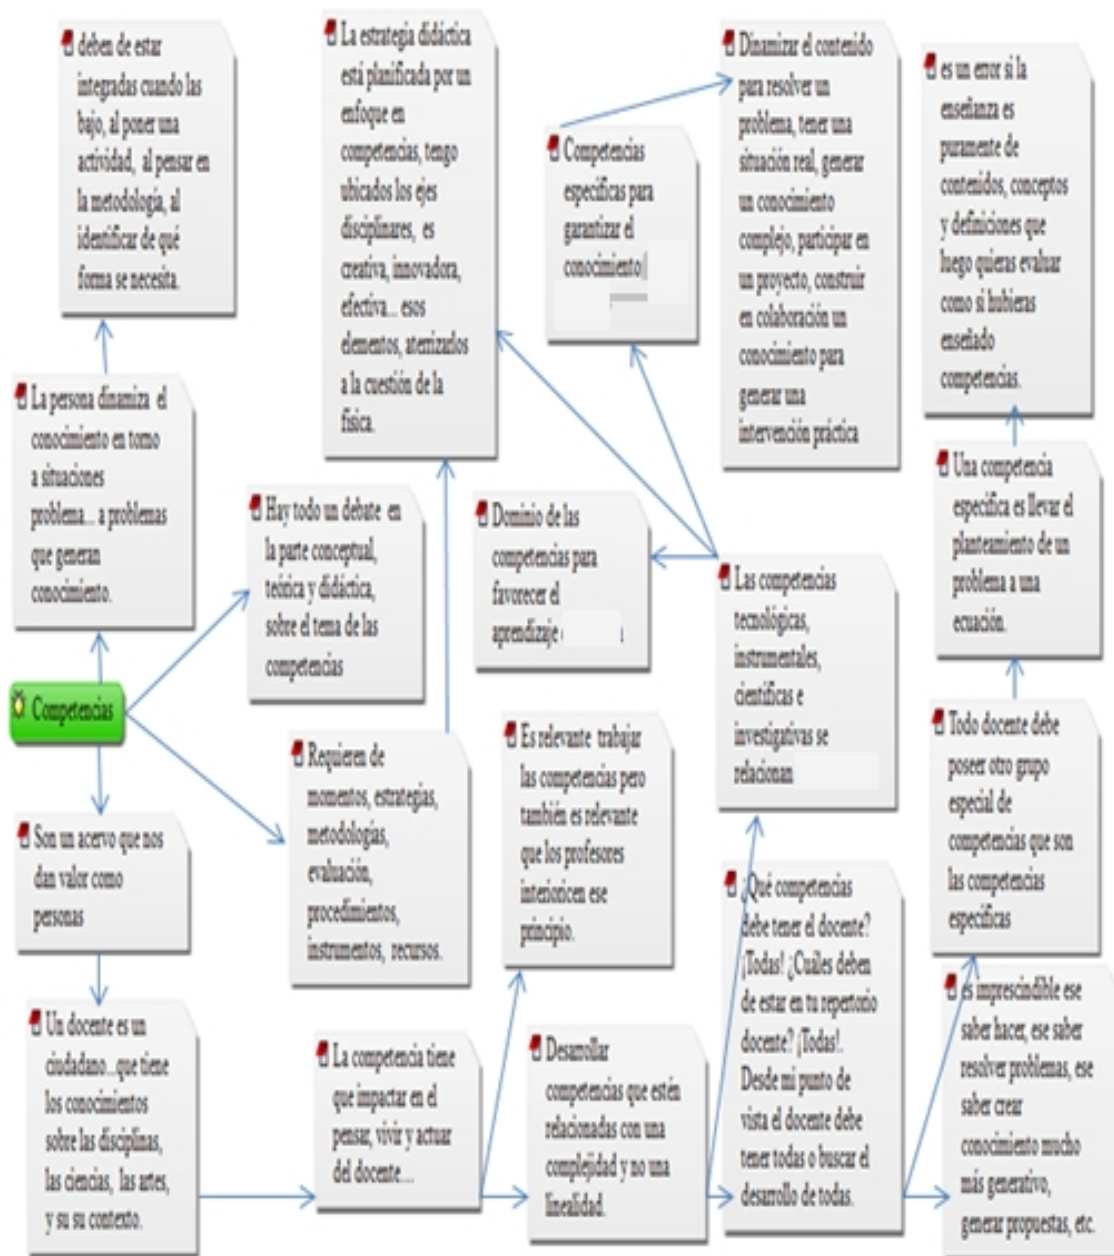 deben de estar
integradas cuando las
bajo, al poner una
actividad, al pensar en
la metodología, al
identificar de qué
forma se necesita.
La estrategia didáctica
está planificada por un
enfoque en
competencias, tengo
ubicados los ejes
disciplinares, es
creativa, innovadora,
efectiva... esos
elementos, aterrizarlos
a la cuestión de la
física.
Competencias
específicas para
garantizar el
conocimiento
Dinamizar el contenido
para resolver un
problema, tener una
situación real, generar
un conocimiento
complejo, participar en
un proyecto, construir
en colaboración un
conocimiento para
generar una
intervención práctica
es un error si la
enseñanza es
puramente de
contenidos, conceptos
y definiciones que
luego quieras evaluar
como si hubieras
enseñado
competencias.
La persona dinamiza el
conocimiento en torno
a situaciones
problema... a problemas
que generan
conocimiento.
Hay todo un debate en
la parte conceptual,
teórica y didáctica,
sobre el tema de las
competencias
Dominio de las
competencias para
favorecer el
aprendizaje
Las competencias
tecnológicas,
instrumentales,
científicas e
investigativas se
relacionan
Una competencia
específica es llevar el
planteamiento de un
problema a una
ecuación.
Competencias
Requieren de
momentos, estrategias,
metodologías,
evaluación,
procedimientos,
instrumentos, recursos.
Es relevante trabajar
las competencias pero
también es relevante
que los profesores
interioricen ese
principio.
Todo docente debe
poseer otro grupo
especial de
competencias que son
las competencias
específicas
Son un acervo que nos
dan valor como
personas
¿Qué competencias
debe tener el docente?
¡Todas! ¿Cuáles deben
de estar en tu repertorio
docente? ¡Todas!.
Desde mi punto de
vista el docente debe
tener todas o buscar el
desarrollo de todas.
Un docente es un
ciudadano...que tiene
los conocimientos
sobre las disciplinas,
las ciencias, las artes,
y su su contexto.
La competencia tiene
que impactar en el
pensar, vivir y actuar
del docente....
Desarrollar
competencias que estén
relacionadas con una
complejidad y no una
linealidad.
es imprescindible ese
saber hacer, ese saber
resolver problemas, ese
saber crear
conocimiento mucho
más generativo,
generar propuestas, etc.